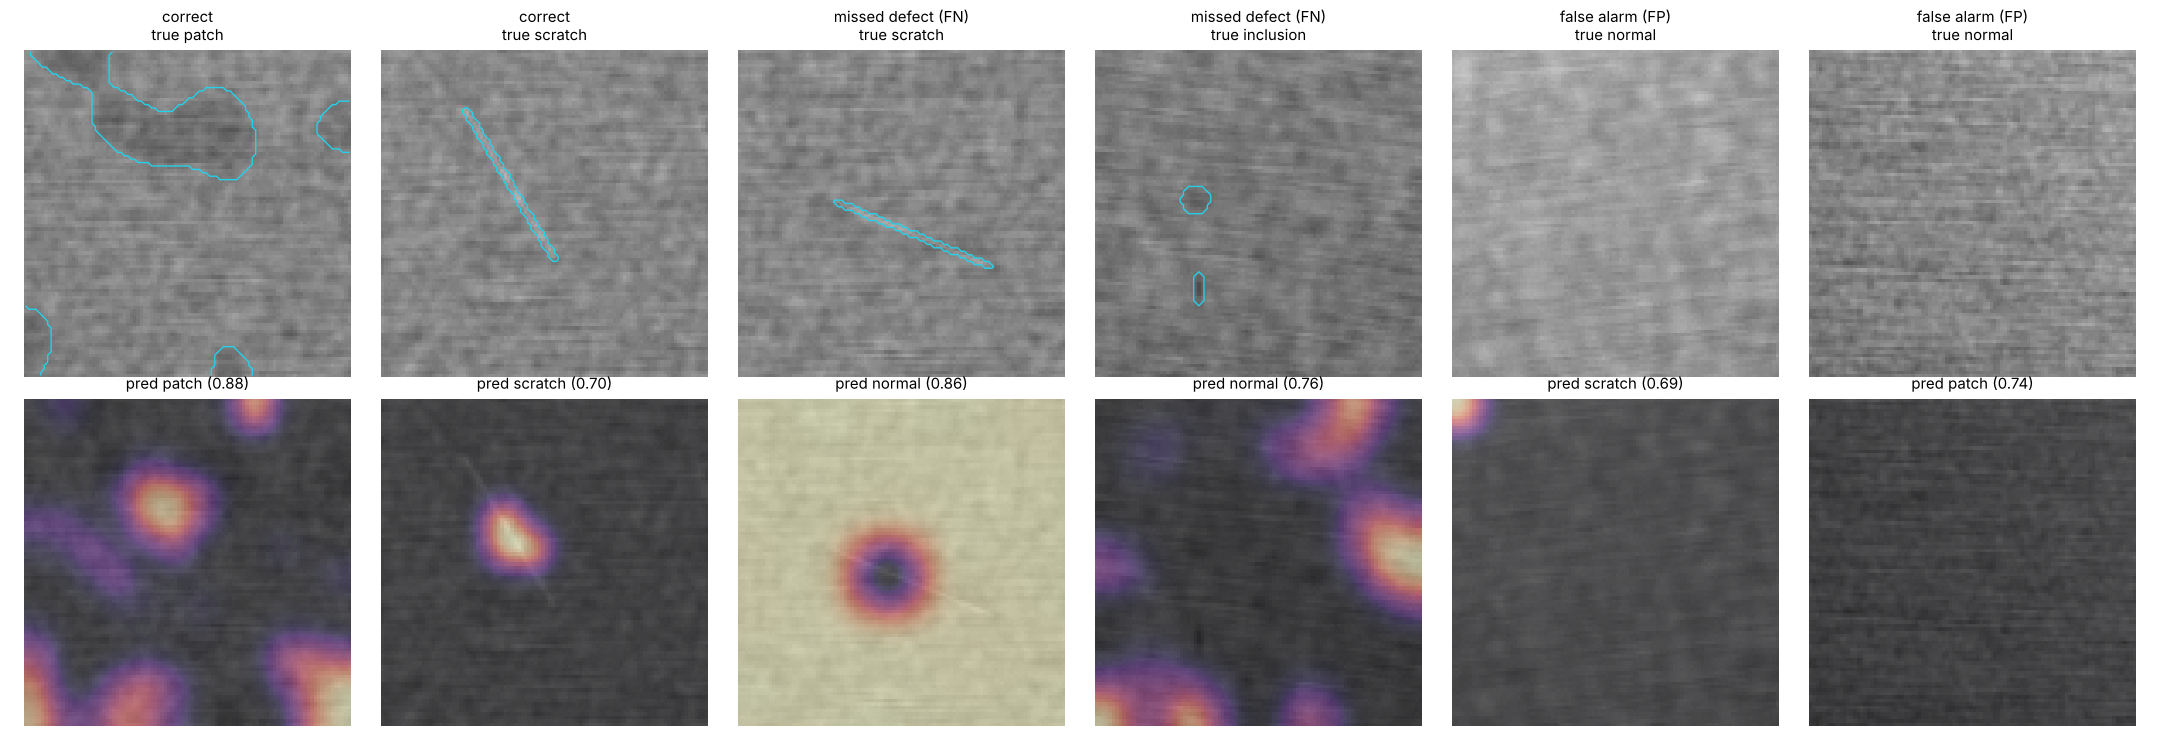 correct
true patch
correct
true scratch
missed defect (FN)
true scratch
missed defect (FN)
true inclusion
false alarm (FP)
true normal
false alarm (FP)
true normal
pred patch (0.88)
pred scratch (0.70)
pred normal (0.86)
pred normal (0.76)
pred scratch (0.69)
pred patch (0.74)